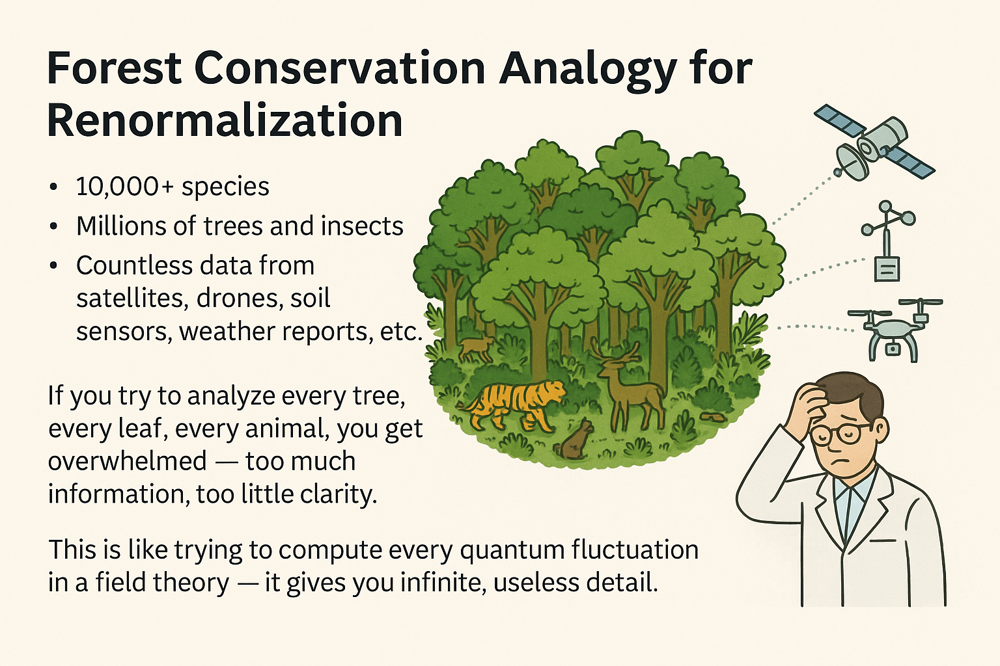 Forest Conservation Analogy for
Renormalization
• 10,000+ species
• Millions of trees and insects
• Countless data from
satellites, drones, soil
sensors, weather reports, etc.
If you try to analyze every tree,
every leaf, every animal, you get
overwhelmed — too much
information, too little clarity.
This is like trying to compute every quantum fluctuation
in a field theory — it gives you infinite, useless detail.